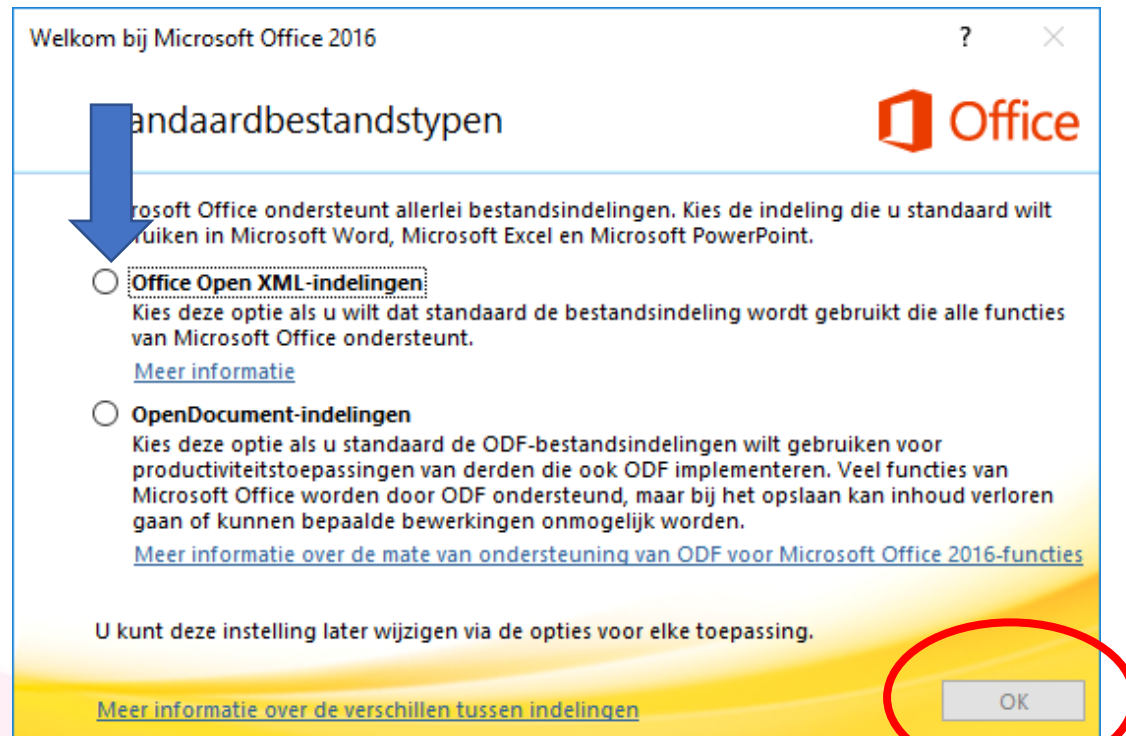 Welkom bij Microsoft Office 2016
?
andaardbestandstypen
Office
rosoft Office ondersteunt allerlei bestandsindelingen. Kies de indeling die u standaard wilt
ruiken in Microsoft Word, Microsoft Excel en Microsoft PowerPoint.
Office Open XML-indelingen
Kies deze optie als u wilt dat standaard de bestandsindeling wordt gebruikt die alle functies
van Microsoft Office ondersteunt.
Meer informatie
OpenDocument-indelingen
Kies deze optie als u standaard de ODF-bestandsindelingen wilt gebruiken voor
productiviteitstoepassingen van derden die ook ODF implementeren. Veel functies van
Microsoft Office worden door ODF ondersteund, maar bij het opslaan kan inhoud verloren
gaan of kunnen bepaalde bewerkingen onmogelijk worden.
Meer informatie over de mate van ondersteuning van ODF voor Microsoft Office 2016-functies
U kunt deze instelling later wijzigen via de opties voor elke toepassing.
Meer informatie over de verschillen tussen indelingen
OK